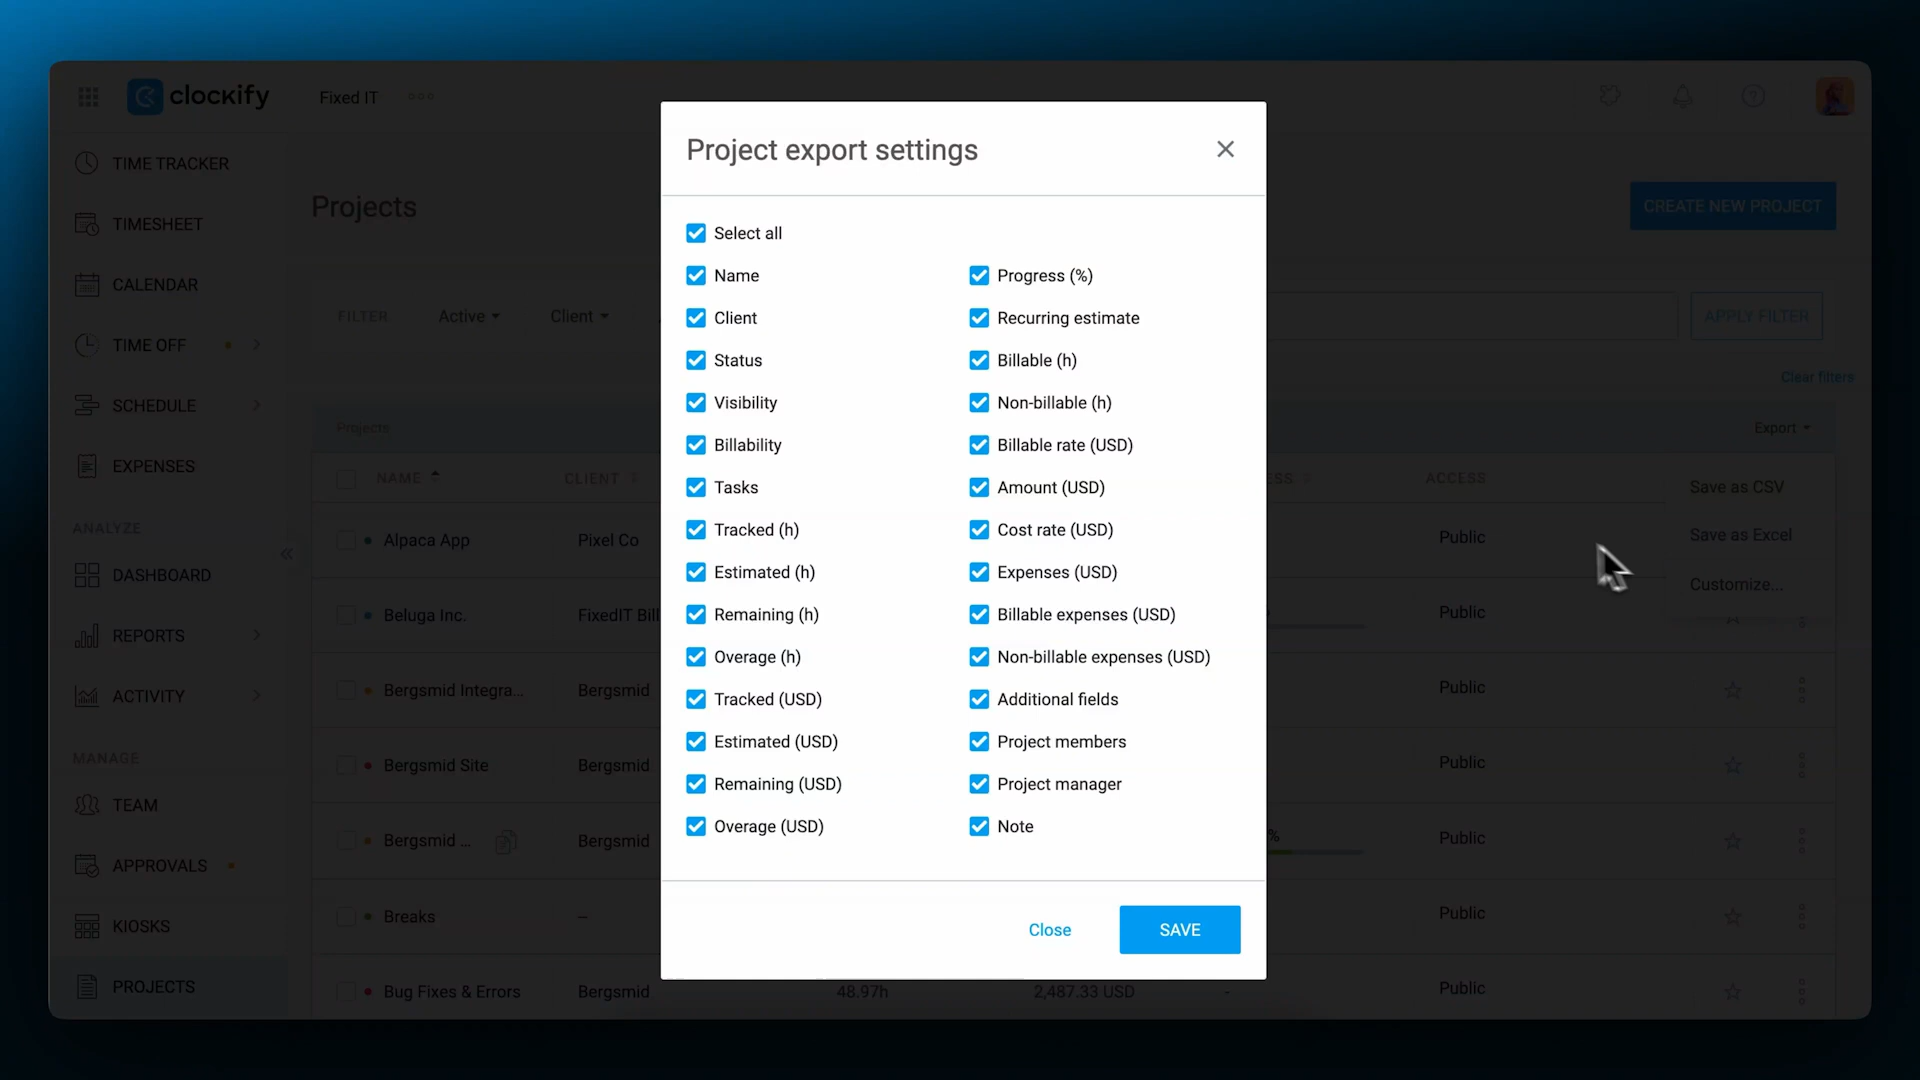 clockify
Fixed IT
TIME TRACKER
TIMESHEET
CALENDAR
TIME OFF
SCHEDULE
EXPENSES
ANALYZE
DASHBOARD
REPORTS
ACTIVITY
MANAGE
TEAM
APPROVALS
KIOSKS
PROJECTS
Projects
CREATE NEW PROJECT
FILTER
Active
Client
APPLY FILTER
Clear filters
Projects
Export
NAME
CLIENT
ACCESS
Save as CSV
Save as Excel
Customize...
Alpaca App
Pixel Co
Public
Beluga Inc.
FixedIT Bill
Public
Bergsmid Integra...
Bergsmid
Public
Bergsmid Site
Bergsmid
Public
Bergsmid ...
Bergsmid
%
Public
Breaks
–
Public
Bug Fixes & Errors
Bergsmid
48.97h
2,487.33 USD
-
Public
Project export settings
Select all
Name
Client
Status
Visibility
Billability
Tasks
Tracked (h)
Estimated (h)
Remaining (h)
Overage (h)
Tracked (USD)
Estimated (USD)
Remaining (USD)
Overage (USD)
Progress (%)
Recurring estimate
Billable (h)
Non-billable (h)
Billable rate (USD)
Amount (USD)
Cost rate (USD)
Expenses (USD)
Billable expenses (USD)
Non-billable expenses (USD)
Additional fields
Project members
Project manager
Note
Close
SAVE